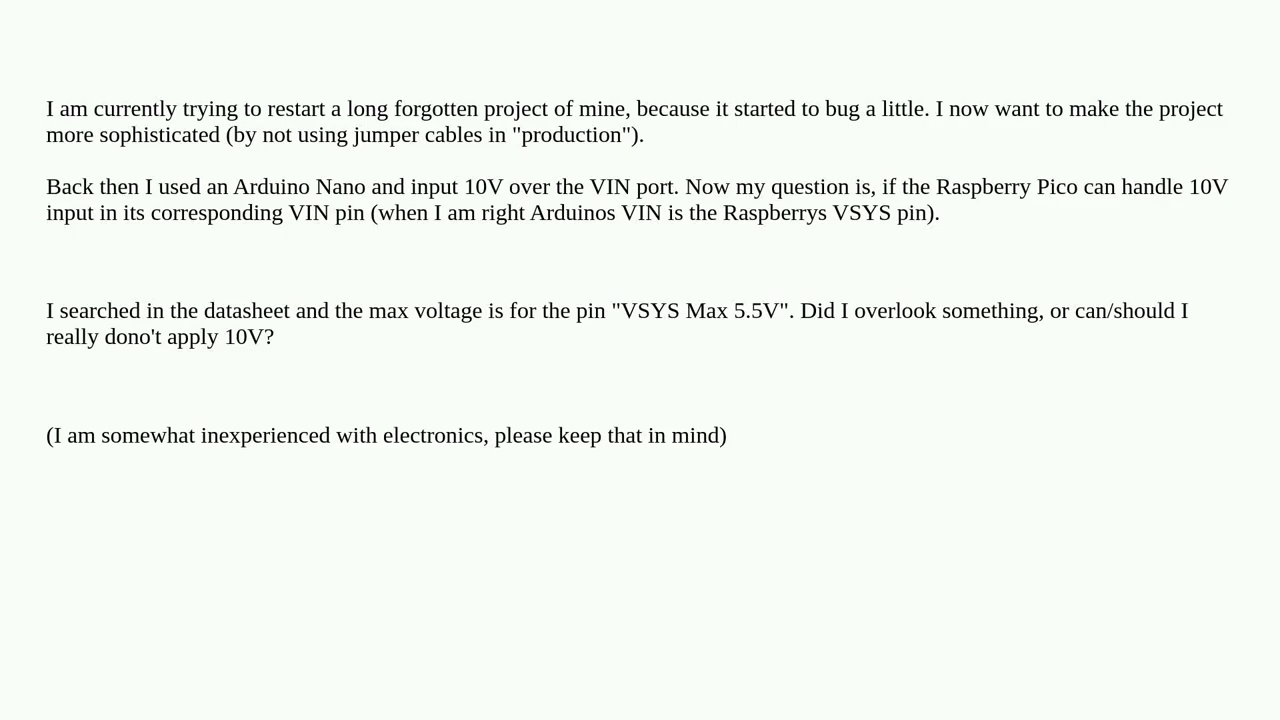 I am currently trying to restart a long forgotten project of mine, because it started to bug a little. I now want to make the project
more sophisticated (by not using jumper cables in "production").
Back then I used an Arduino Nano and input 10V over the VIN port. Now my question is, if the Raspberry Pico can handle 10V
input in its corresponding VIN pin (when I am right Arduinos VIN is the Raspberrys VSYS pin).
I searched in the datasheet and the max voltage is for the pin "VSYS Max 5.5V". Did I overlook something, or can/should I
really dono't apply 10V?
(I am somewhat inexperienced with electronics, please keep that in mind)